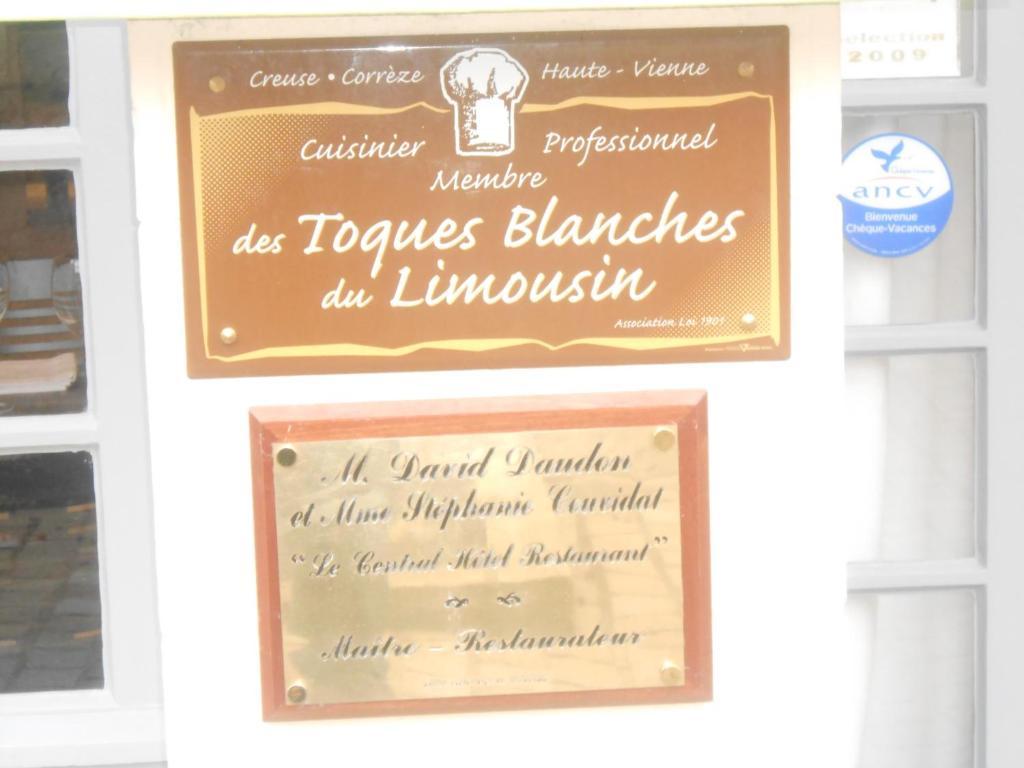 Creuse • Corrèze Haute - Vienne
Cuisinier Professionnel
Membre
des Toques Blanches
du Limousin
Association Loi 1901
M. David Daudon
et Mme Stéphanie Couvidat
"Le Central Hôtel Restaurant"
Maître - Restaurateur
election
2009
ancv
Bienvenue
Chèque-Vacances